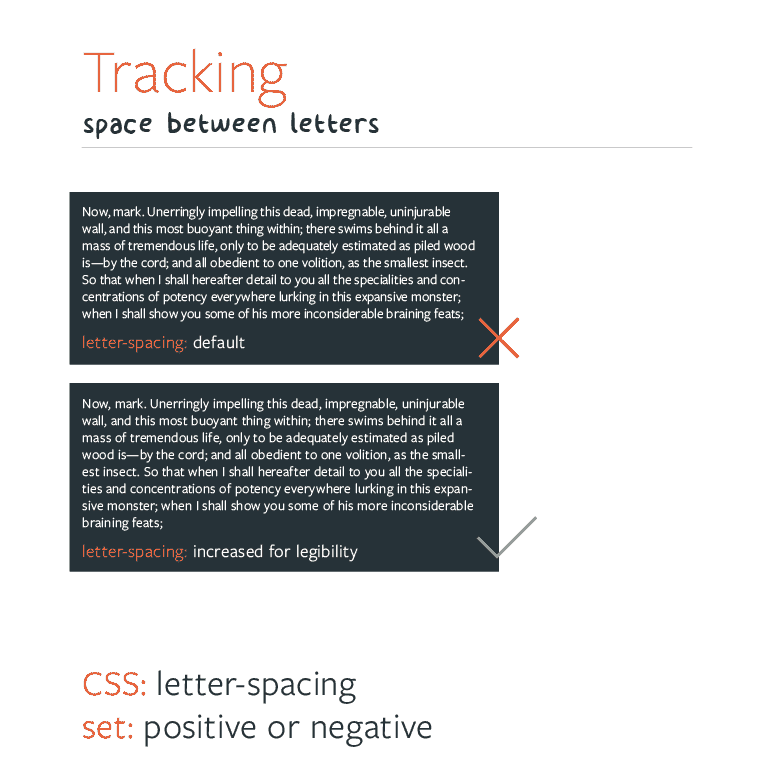 Tracking
space between letters
Now, mark. Unerringly impelling this dead, impregnable, uninjurable
wall, and this most buoyant thing within; there swims behind it all a
mass of tremendous life, only to be adequately estimated as piled wood
is—by the cord; and all obedient to one volition, as the smallest insect.
So that when I shall hereafter detail to you all the specialities and con-
centrations of potency everywhere lurking in this expansive monster;
when I shall show you some of his more inconsiderable braining feats;
letter-spacing: default
Now, mark. Unerringly impelling this dead, impregnable, uninjurable
wall, and this most buoyant thing within; there swims behind it all a
mass of tremendous life, only to be adequately estimated as piled
wood is—by the cord; and all obedient to one volition, as the small-
est insect. So that when I shall hereafter detail to you all the speciali-
ties and concentrations of potency everywhere lurking in this expan-
sive monster; when I shall show you some of his more inconsiderable
braining feats;
letter-spacing: increased for legibility
CSS: letter-spacing
set: positive or negative